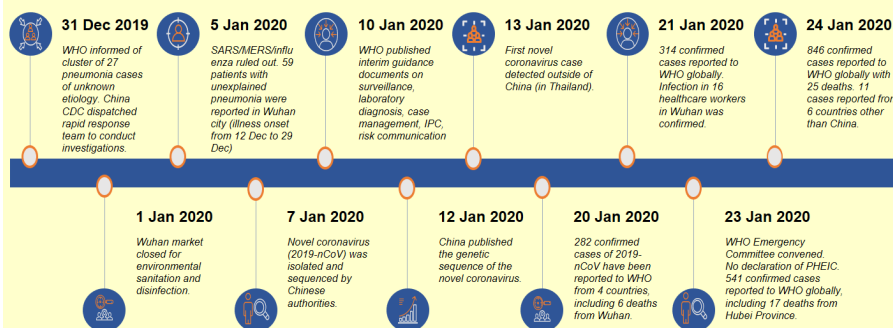 31 Dec 2019
WHO informed of
cluster of 27
pneumonia cases
of unknown
etiology. China
CDC dispatched
rapid response
team to conduct
investigations.
1 Jan 2020
Wuhan market
closed for
environmental
sanitation and
disinfection.
5 Jan 2020
SARS/MERS/influ
enza ruled out. 59
patients with
unexplained
pneumonia were
reported in Wuhan
city (illness onset
from 12 Dec to 29
Dec)
7 Jan 2020
Novel coronavirus
(2019-nCoV) was
isolated and
sequenced by
Chinese
authorities.
10 Jan 2020
WHO published
interim guidance
documents on
surveillance,
laboratory
diagnosis, case
management, IPC,
risk communication
12 Jan 2020
China published
the genetic
sequence of the
novel coronavirus.
13 Jan 2020
First novel
coronavirus case
detected outside of
China (in Thailand).
20 Jan 2020
282 confirmed
cases of 2019-
nCoV have been
reported to WHO
from 4 countries,
including 6 deaths
from Wuhan.
21 Jan 2020
314 confirmed
cases reported to
WHO globally.
Infection in 16
healthcare workers
in Wuhan was
confirmed.
23 Jan 2020
WHO Emergency
Committee convened.
No declaration of PHEIC.
541 confirmed cases
reported to WHO globally,
including 17 deaths from
Hubei Province.
24 Jan 2020
846 confirmed
cases reported to
WHO globally with
25 deaths. 11
cases reported from
6 countries other
than China.